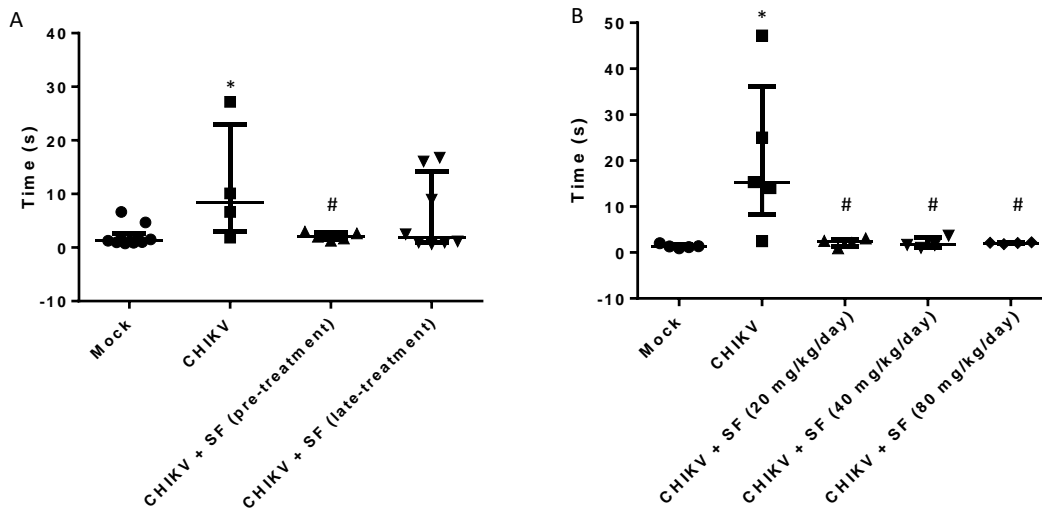 A
Time (s)
40
30
20
10
0
-10
*
#
Mock
CHIKV
CHIKV + SF (pre-treatment)
CHIKV + SF (late-treatment)
B
Time (s)
50
40
30
20
10
0
-10
*
#
#
#
Mock
CHIKV
CHIKV + SF (20 mg/kg/day)
CHIKV + SF (40 mg/kg/day)
CHIKV + SF (80 mg/kg/day)